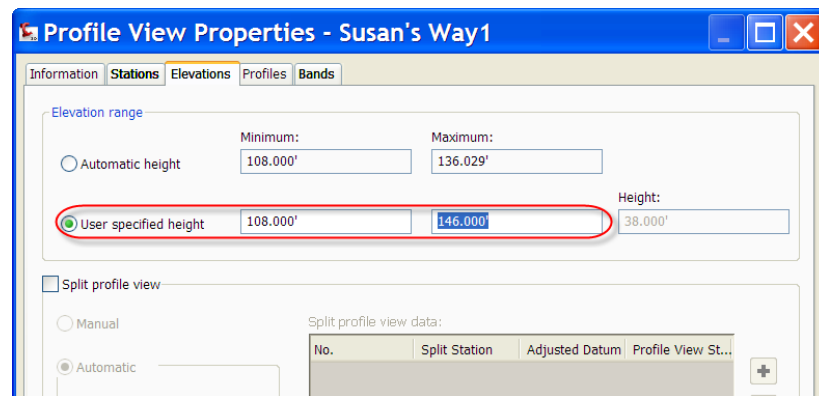 Profile View Properties - Susan's Way1
Information Stations Elevations Profiles Bands
Elevation range
Minimum: Maximum:
Automatic height 108.000' 136.029'
Height:
User specified height 108.000' 146.000' 38.000'
Split profile view
Manual Split profile view data:
No. Split Station Adjusted Datum Profile View St...
Automatic